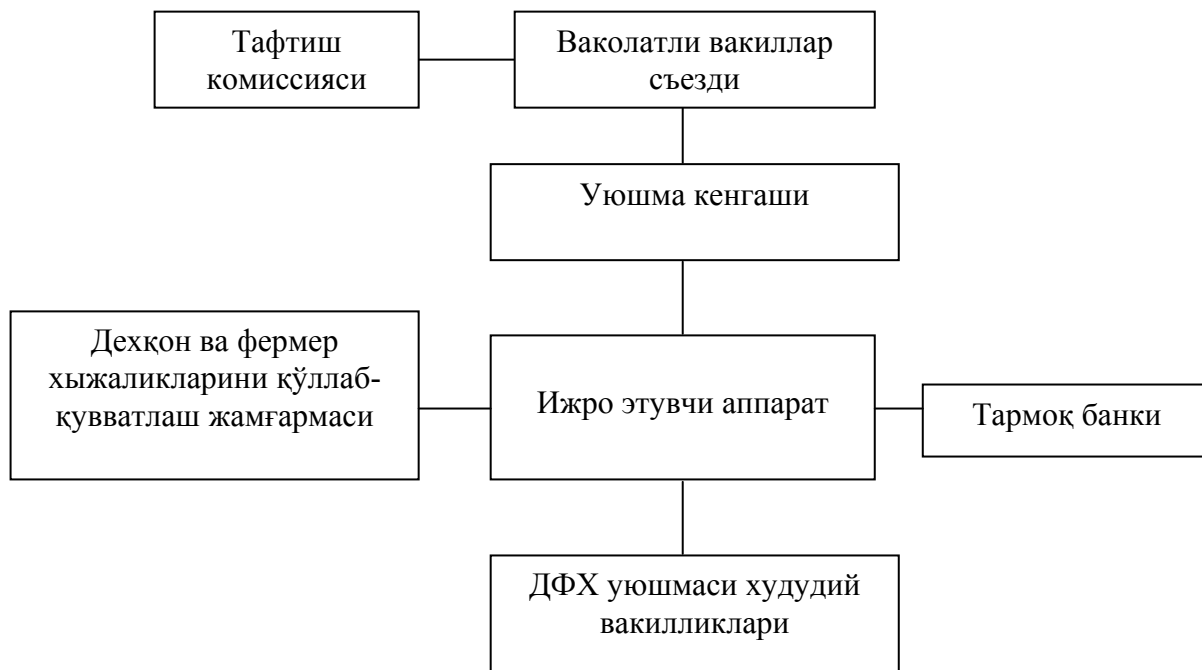 Тафтиш
комиссияси
Ваколатли вакиллар
съезди
Уюшма кенгаши
Дехқон ва фермер
хыжаликларини қўллаб-
қувватлаш жамғармаси
Ижро этувчи аппарат
Тармоқ банки
ДФХ уюшмаси худудий
вакилликлари